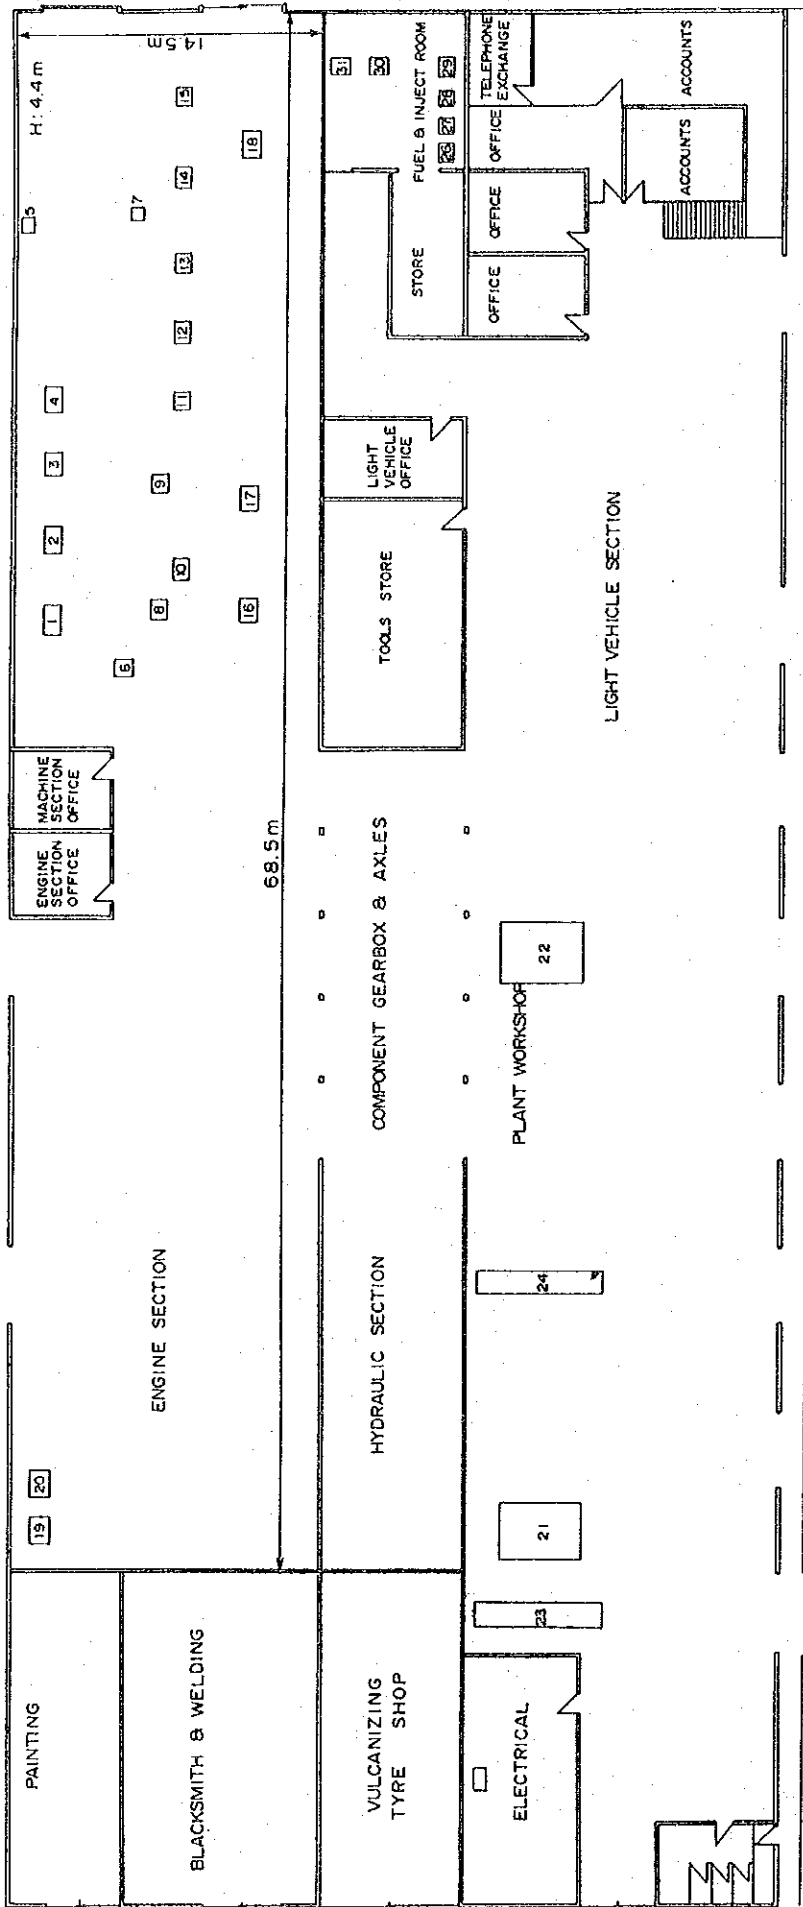 PAINTING
BLACKSMITH & WELDING
VULCANIZING
TYRE SHOP
ELECTRICAL
19
20
23
21
24
ENGINE SECTION
HYDRAULIC SECTION
ENGINE
SECTION
OFFICE
MACHINE
SECTION
OFFICE
68.5m
COMPONENT GEARBOX & AXLES
PLANT WORKSHOP
22
6
1
2
3
4
8
10
9
16
17
TOOLS STORE
LIGHT
VEHICLE
OFFICE
LIGHT VEHICLE SECTION
11
12
13
14
15
5
7
18
H: 4.4m
14.5m
31
30
STORE
FUEL & INJECT ROOM
26
27
28
29
OFFICE
OFFICE
OFFICE
TELEPHONE
EXCHANGE
ACCOUNTS
ACCOUNTS